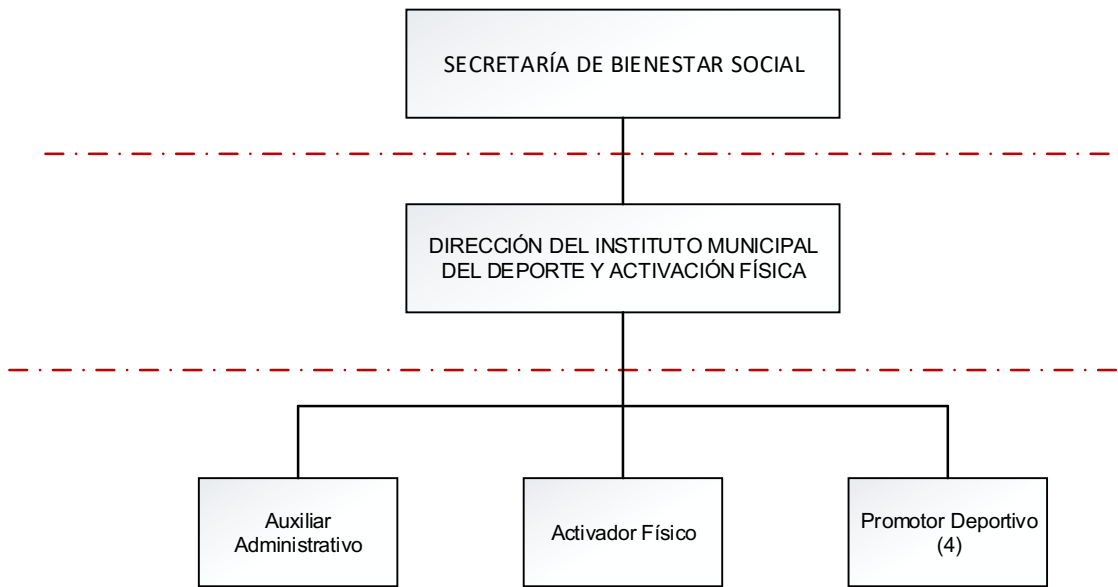 SECRETARÍA DE BIENESTAR SOCIAL
DIRECCIÓN DEL INSTITUTO MUNICIPAL
DEL DEPORTE Y ACTIVACIÓN FÍSICA
Auxiliar
Administrativo
Activador Físico
Promotor Deportivo
(4)